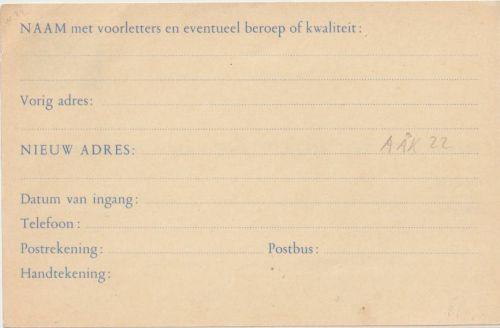 NAAM met voorletters en eventueel beroep of kwaliteit:
Vorig adres:
NIEUW ADRES: AÄK 22
Datum van ingang:
Telefoon:
Postrekening: Postbus:
Handtekening: